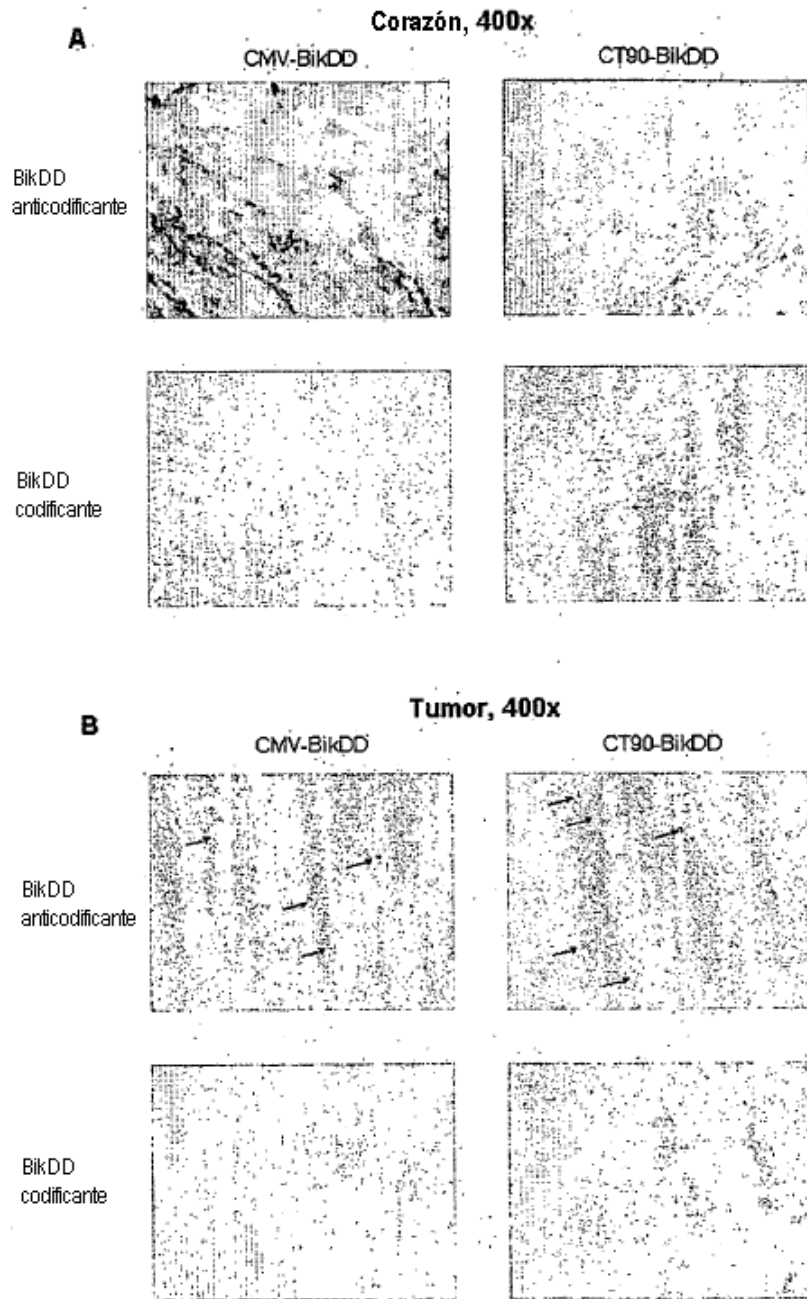 A
Corazón, 400x
CMV-BikDD
CT90-BikDD
BikDD
anticodificante
BikDD
codificante
B
Tumor, 400x
CMV-BikDD
CT90-BikDD
BikDD
anticodificante
BikDD
codificante